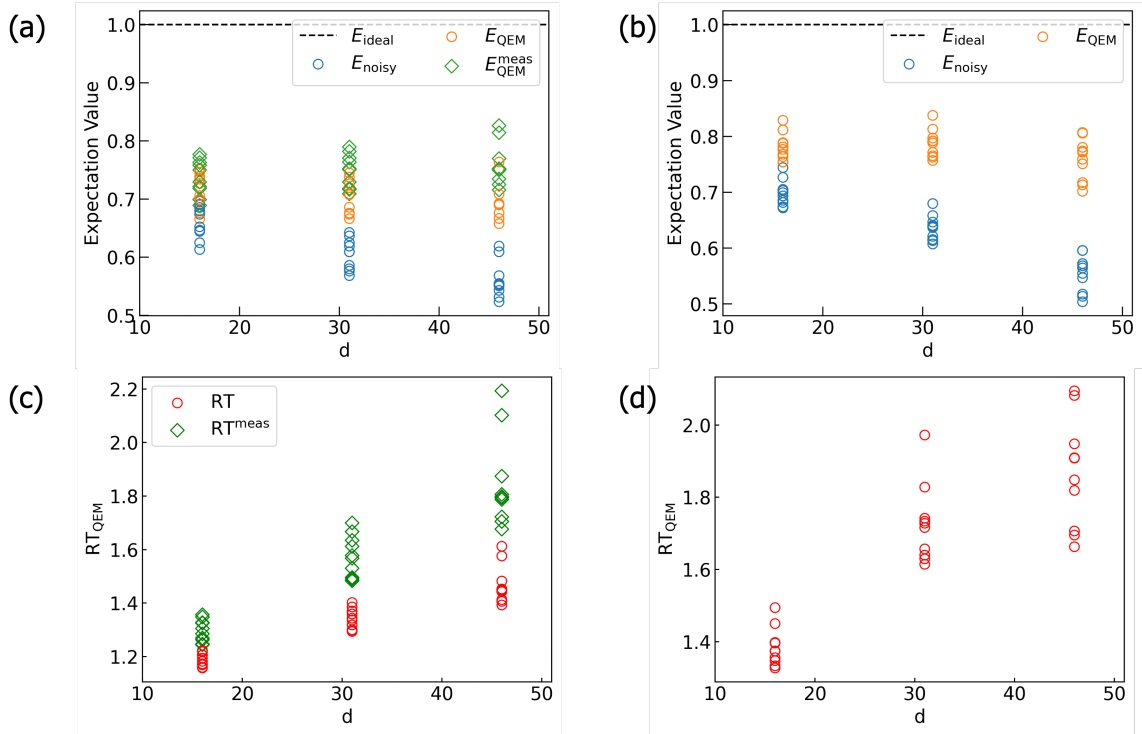 (a)
1.0
0.9
0.8
0.7
0.6
0.5
Expectation Value
10 20 30 40 50
d
E_ideal
E_noisy
E_QEM
E_QEM^meas
(b)
1.0
0.9
0.8
0.7
0.6
0.5
Expectation Value
10 20 30 40 50
d
E_ideal
E_noisy
E_QEM
(c)
2.2
2.0
1.8
1.6
1.4
1.2
RT_QEM
10 20 30 40 50
d
RT
RT^meas
(d)
2.0
1.8
1.6
1.4
RT_QEM
10 20 30 40 50
d